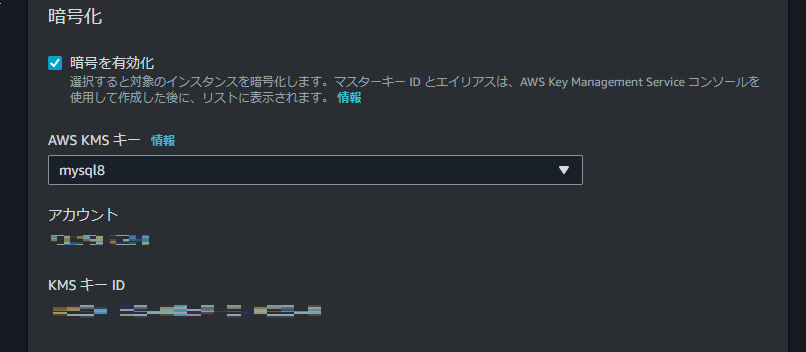 暗号化
暗号を有効化
選択すると対象のインスタンスを暗号化します。マスターキー ID とエイリアスは、AWS Key Management Service コンソールを
使用して作成した後に、リストに表示されます。 情報
AWS KMS キー 情報
mysql8
アカウント
KMS キー ID